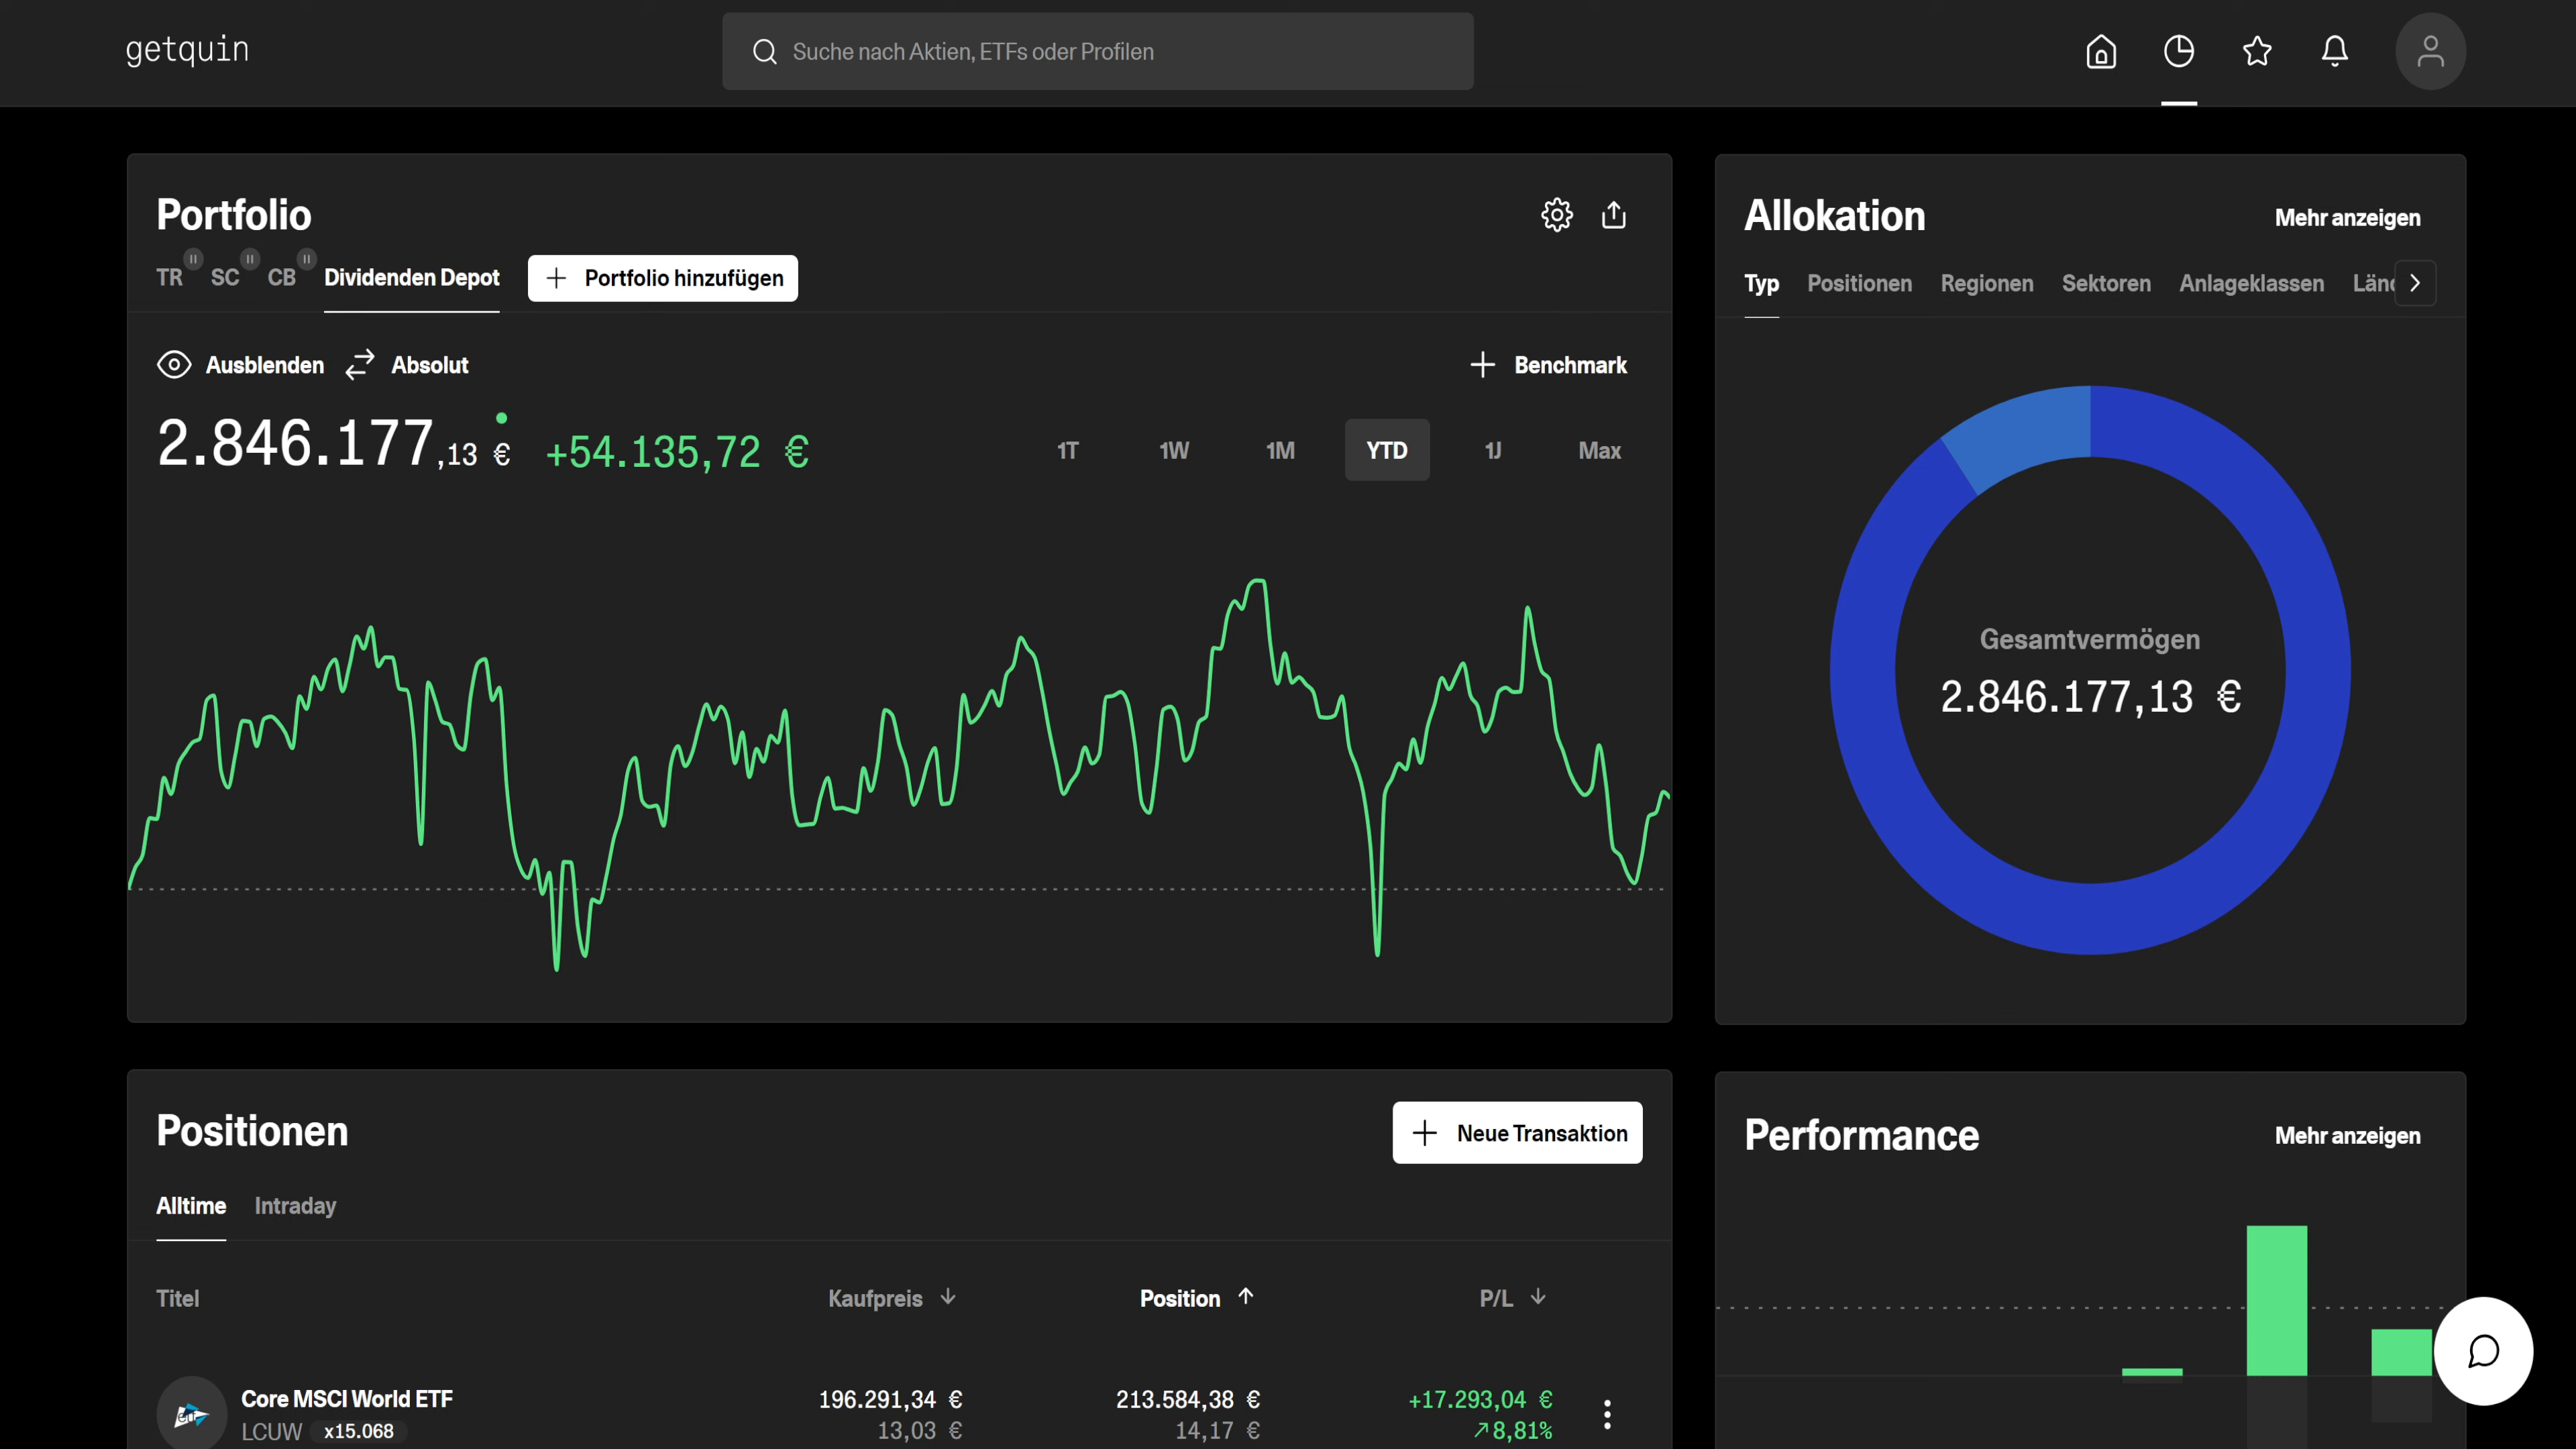 getquin
Suche nach Aktien, ETFs oder Profilen
Portfolio
TR SC CB Dividenden Depot + Portfolio hinzufügen
Ausblenden Absolut
+ Benchmark
2.846.177,13 € +54.135,72 €
1T 1W 1M YTD 1J Max
Allokation
Mehr anzeigen
Typ Positionen Regionen Sektoren Anlageklassen
Gesamtvermögen
2.846.177,13 €
Positionen
+ Neue Transaktion
Alltime Intraday
Titel Kaufpreis ↓ Position ↑ P/L ↓
Core MSCI World ETF 196.291,34 € 213.584,38 € +17.293,04 €
LCUW x15.068 13,03 € 14,17 € ↗8,81%
Performance
Mehr anzeigen